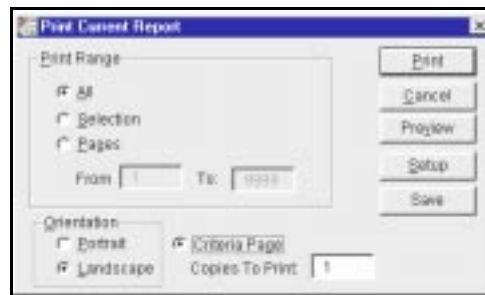 Print Current Report
Print Range
All
Selection
Pages
From 1 To: 9999
Print
Cancel
Preview
Setup
Save
Orientation
Portrait
Landscape
Criteria Page
Copies To Print: 1